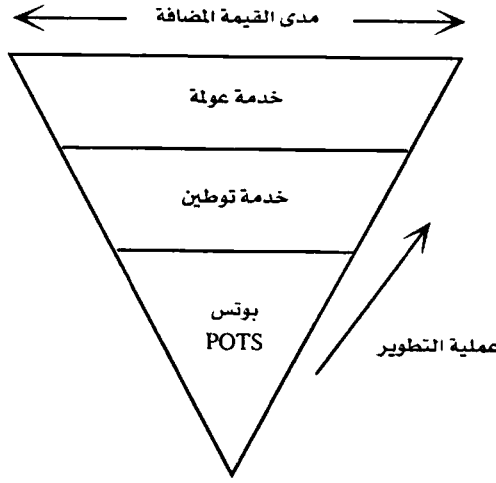 مدى القيمة المضافة
خدمة عولمة
خدمة توطين
بوتس
POTS
عملية التطوير